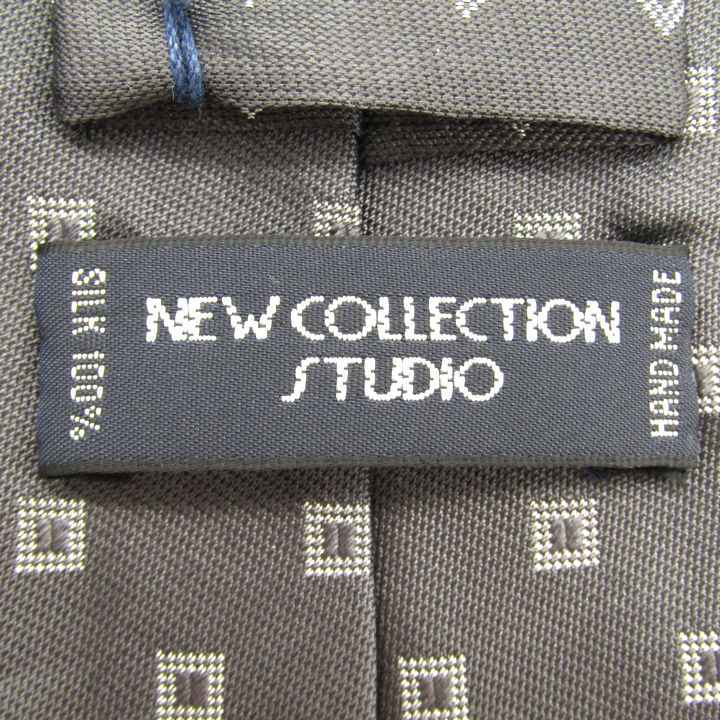 SILK 100%
NEW COLLECTION
STUDIO
HAND MADE